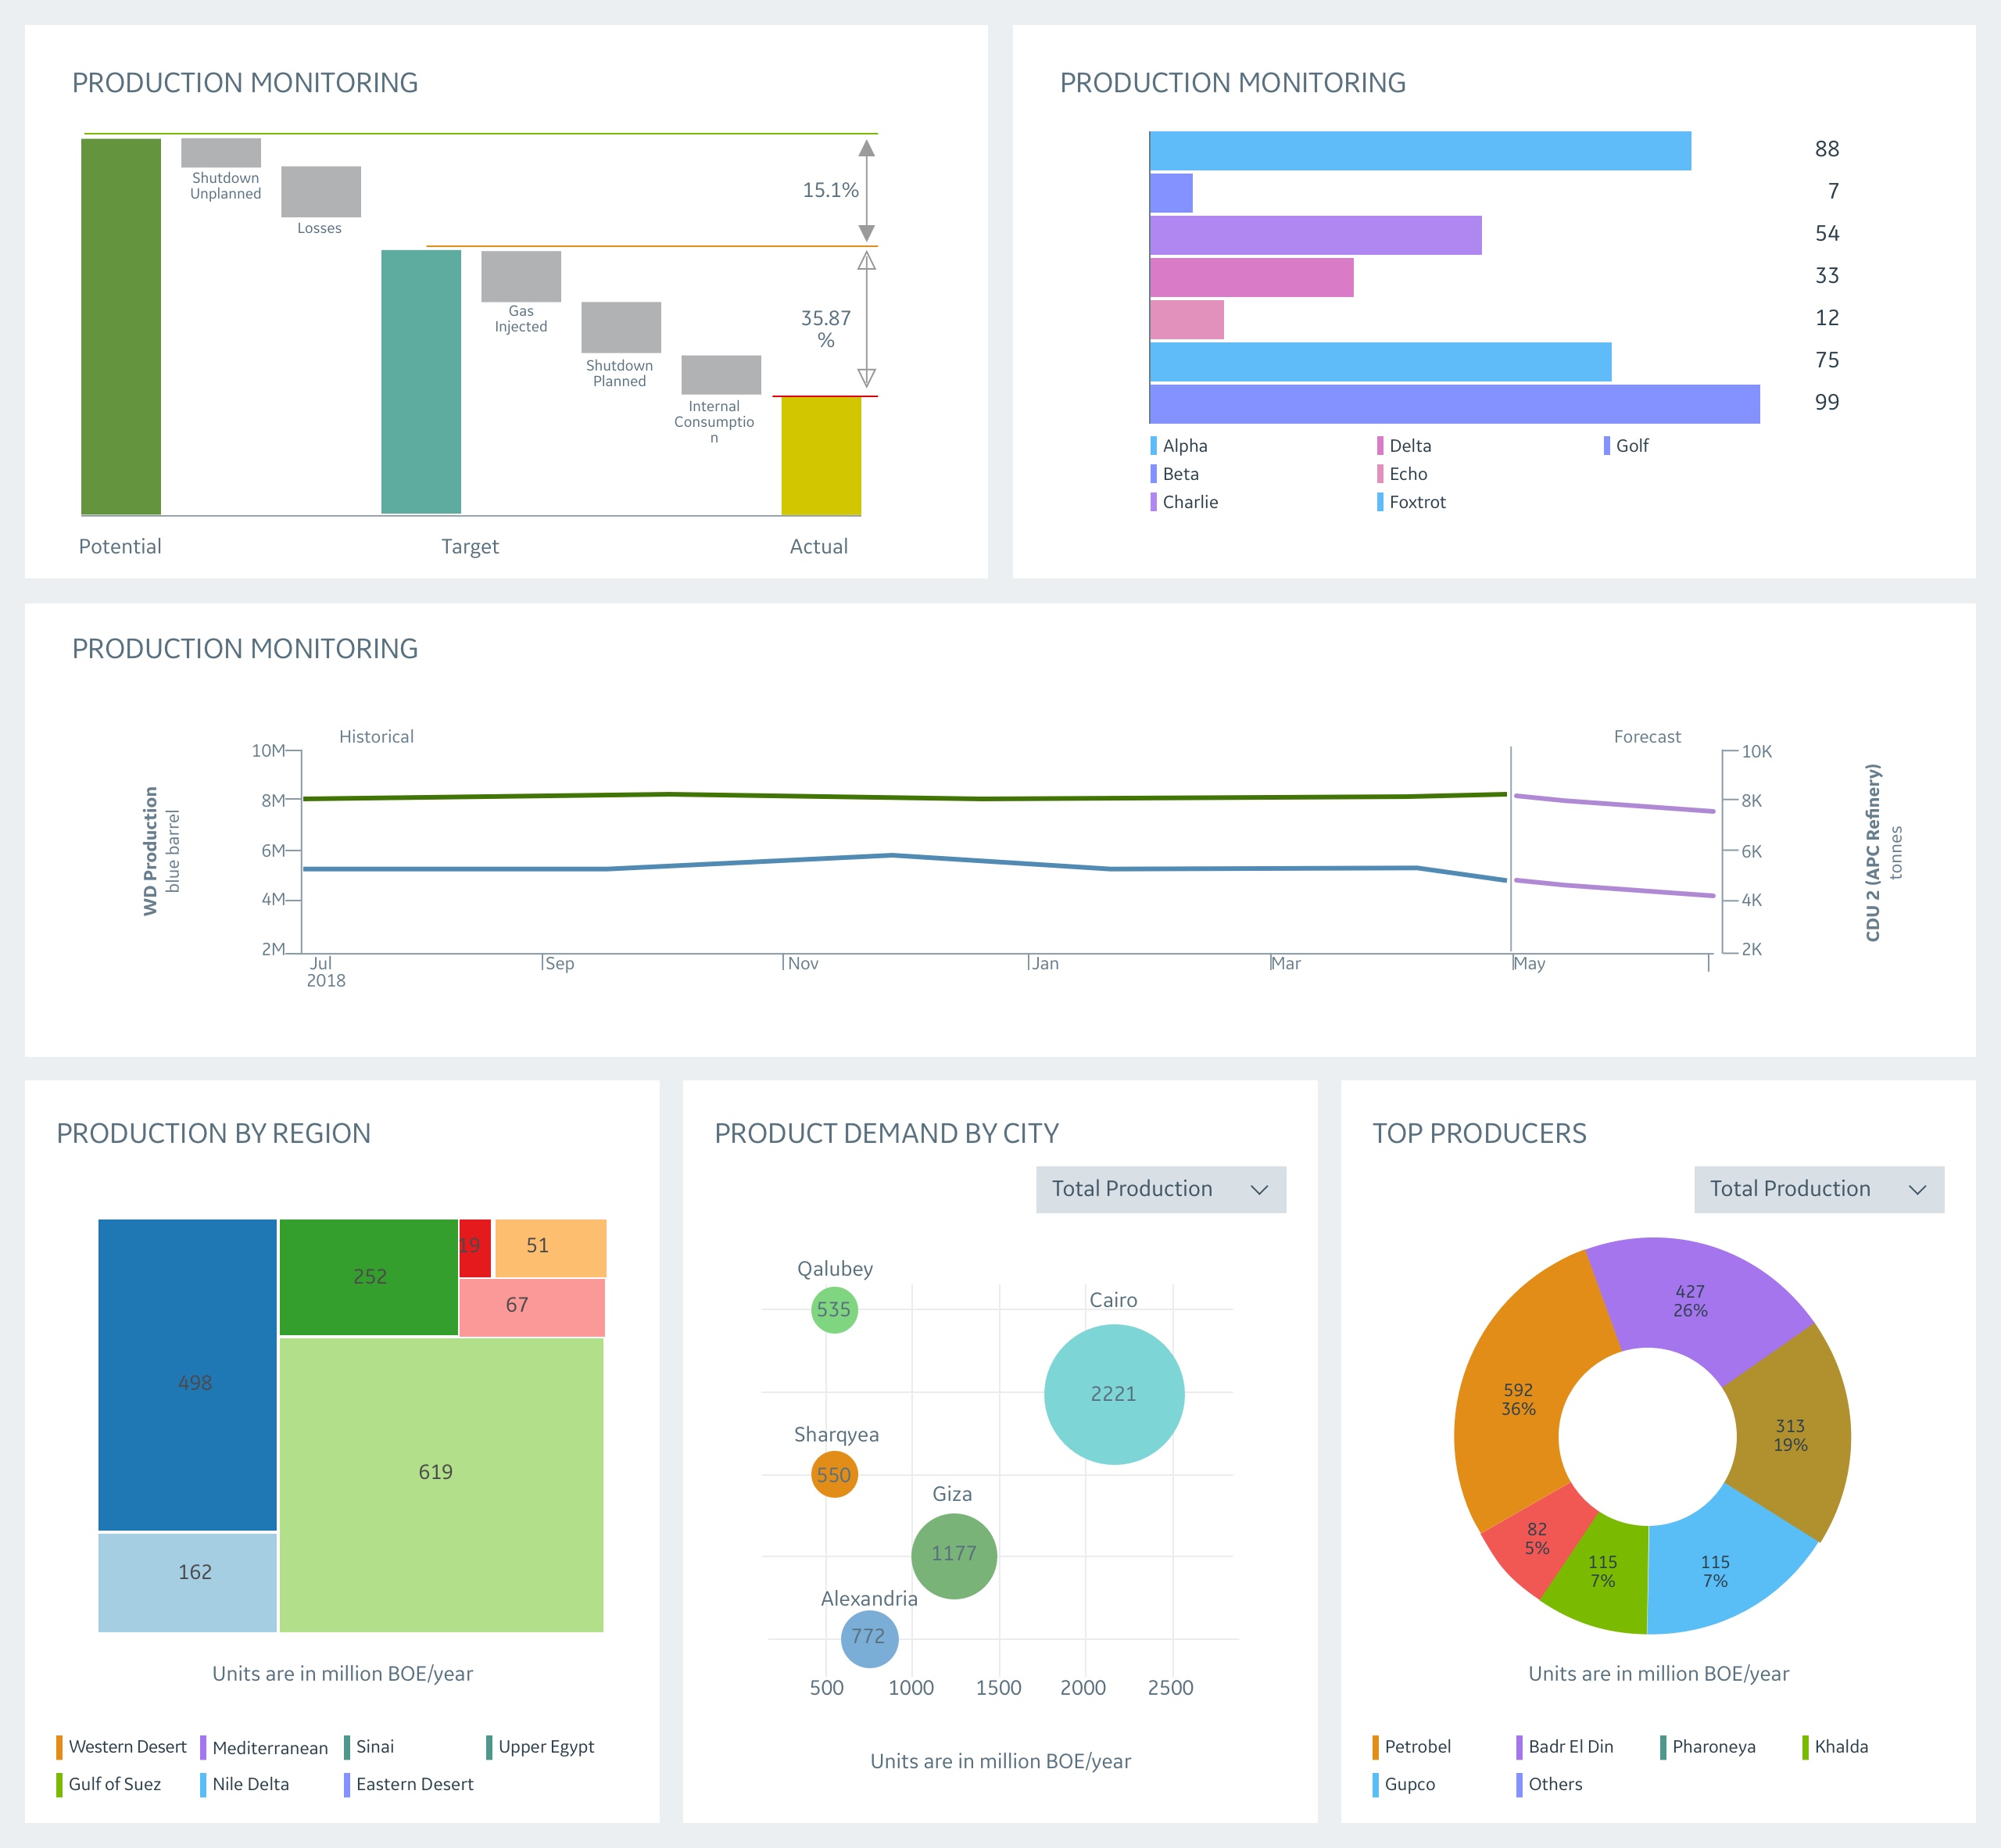 PRODUCTION MONITORING
Shutdown
Unplanned
Losses
15.1%
Gas
Injected
35.87
%
Shutdown
Planned
Internal
Consumptio
n
Potential
Target
Actual
PRODUCTION MONITORING
88
7
54
33
12
75
99
Alpha
Delta
Golf
Beta
Echo
Charlie
Foxtrot
PRODUCTION MONITORING
Historical
Forecast
WD Production
blue barrel
10M
8M
6M
4M
2M
10K
8K
6K
4K
2K
CDU 2 (APC Refinery)
tonnes
Jul
2018
Sep
Nov
Jan
Mar
May
PRODUCTION BY REGION
19
51
252
67
498
619
162
Units are in million BOE/year
Western Desert
Mediterranean
Sinai
Upper Egypt
Gulf of Suez
Nile Delta
Eastern Desert
PRODUCT DEMAND BY CITY
Total Production
Qalubey
535
Cairo
2221
Sharqyea
550
Giza
1177
Alexandria
772
500
1000
1500
2000
2500
Units are in million BOE/year
TOP PRODUCERS
Total Production
427
26%
592
36%
313
19%
82
5%
115
7%
115
7%
Units are in million BOE/year
Petrobel
Badr El Din
Pharoneya
Khalda
Gupco
Others